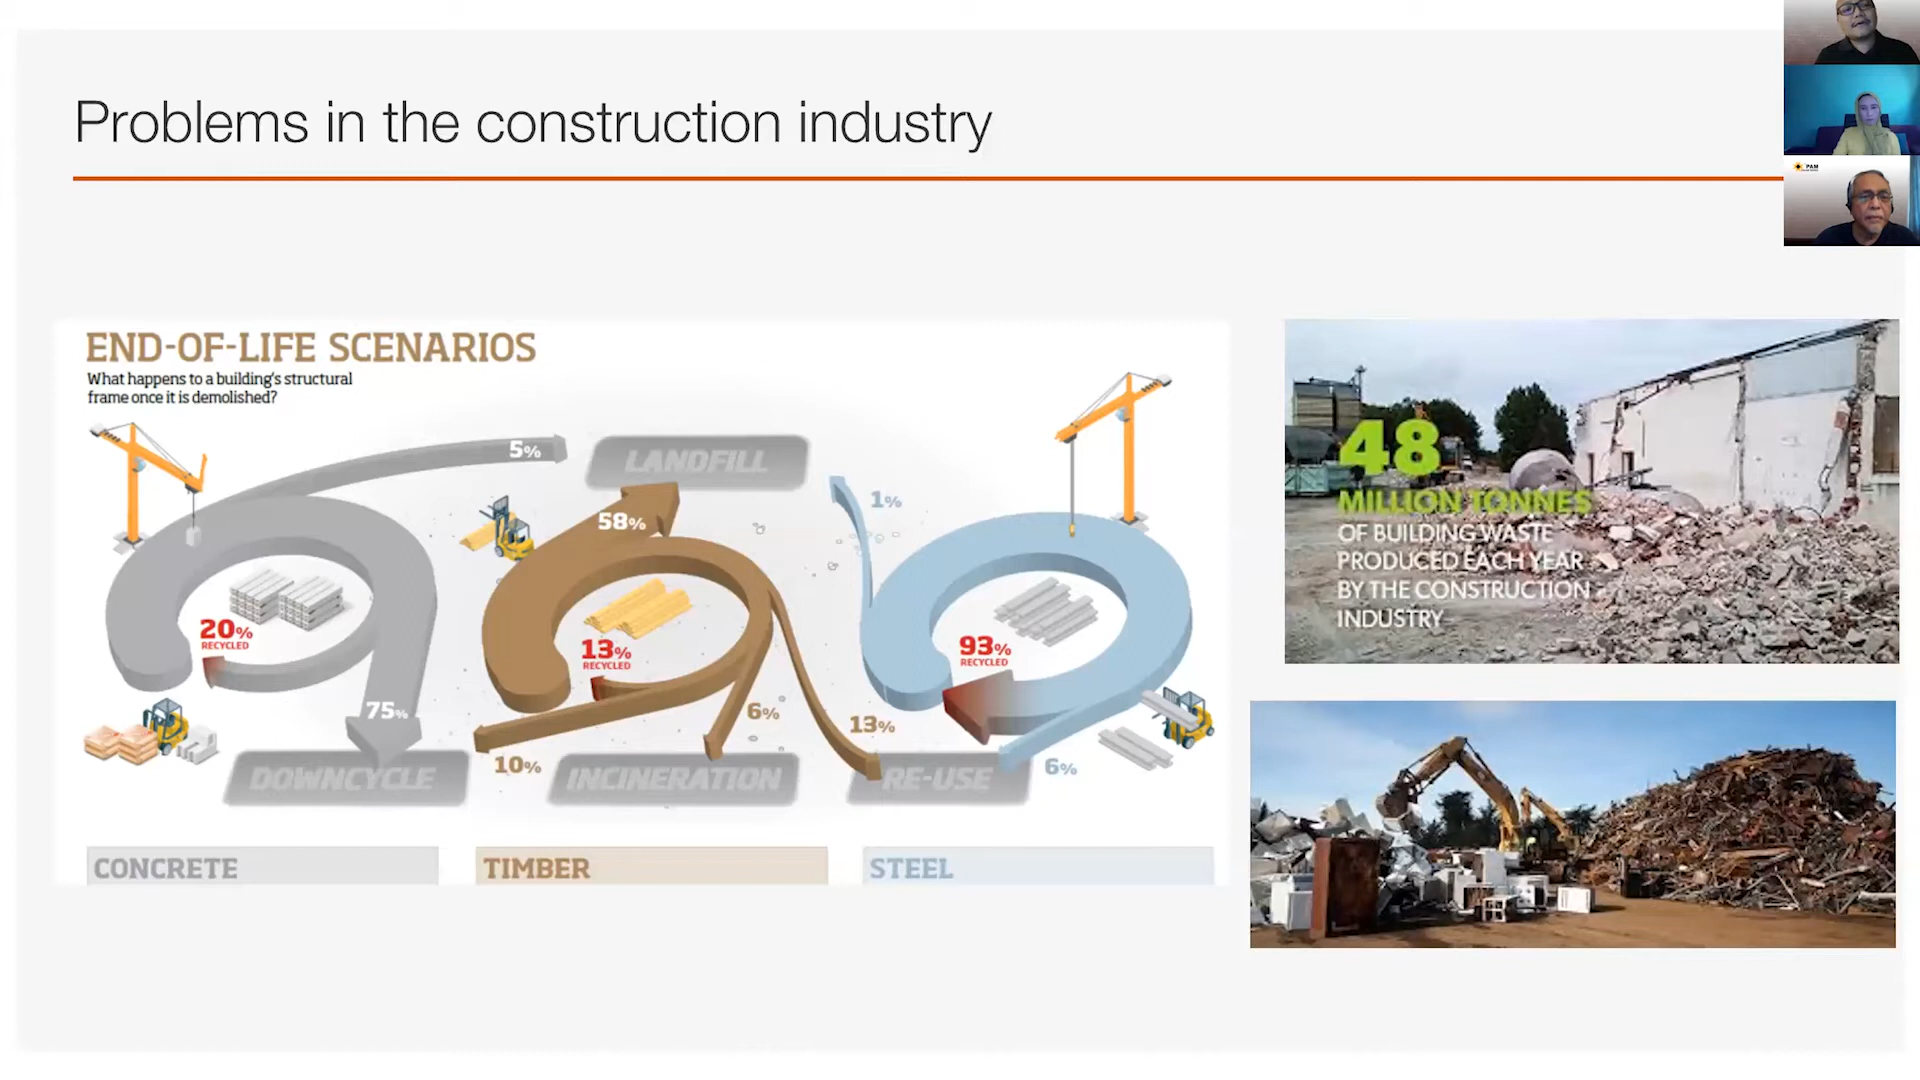 Problems in the construction industry
PAM
END-OF-LIFE SCENARIOS
What happens to a building's structural
frame once it is demolished?
5%
LANDFILL
58%
1%
20%
RECYCLED
13%
RECYCLED
93%
RECYCLED
75%
6%
13%
10%
6%
DOWNCYCLE
INCINERATION
RE-USE
CONCRETE
TIMBER
STEEL
48
MILLION TONNES
OF BUILDING WASTE
PRODUCED EACH YEAR
BY THE CONSTRUCTION
INDUSTRY